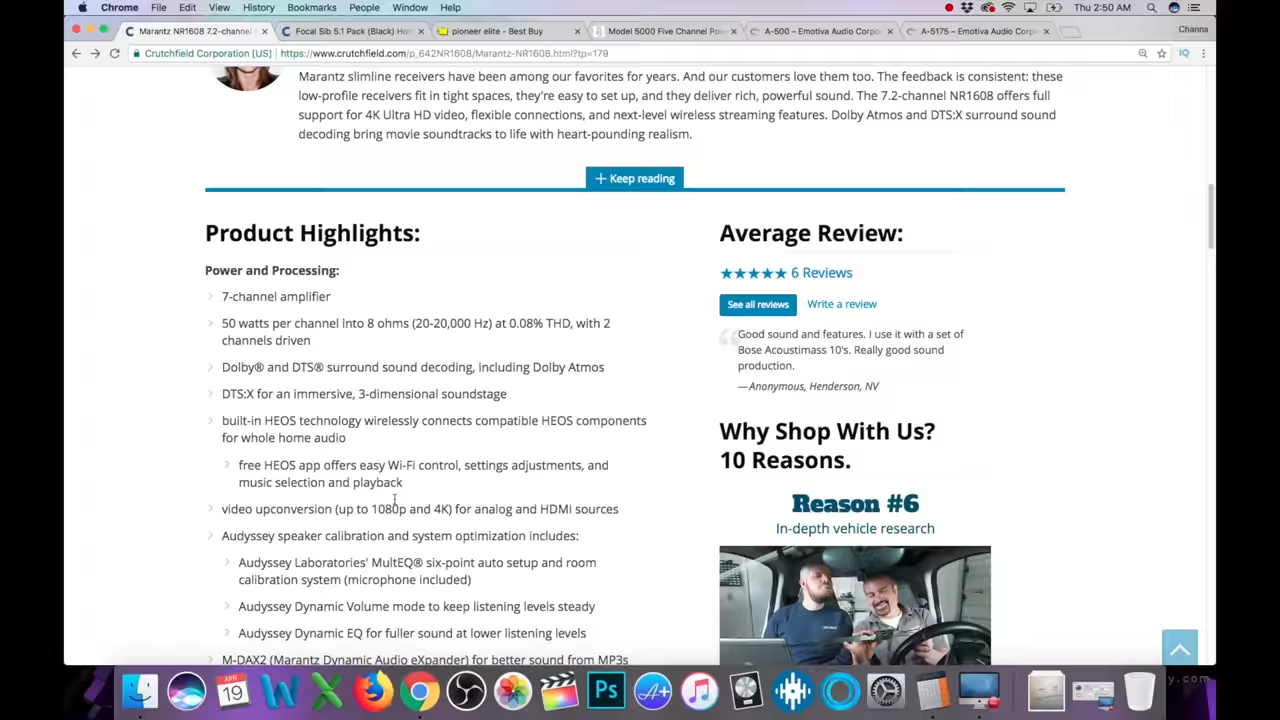 Chrome File Edit View History Bookmarks People Window Help Thu 2:50 AM
Marantz NR1608 7.2-channel Focal Sib 5.1 Pack (Black) Hom pioneer elite - Best Buy Model 5000 Five Channel Pow A-500 - Emotiva Audio Corpo A-5175 - Emotiva Audio Corp Channa
Crutchfield Corporation [US] https://www.crutchfield.com/p_642NR1608/Marantz-NR1608.html?tp=179
Marantz slimline receivers have been among our favorites for years. And our customers love them too. The feedback is consistent: these
low-profile receivers fit in tight spaces, they're easy to set up, and they deliver rich, powerful sound. The 7.2-channel NR1608 offers full
support for 4K Ultra HD video, flexible connections, and next-level wireless streaming features. Dolby Atmos and DTS:X surround sound
decoding bring movie soundtracks to life with heart-pounding realism.
+ Keep reading
Product Highlights:
Power and Processing:
7-channel amplifier
50 watts per channel into 8 ohms (20-20,000 Hz) at 0.08% THD, with 2
channels driven
Dolby® and DTS® surround sound decoding, including Dolby Atmos
DTS:X for an immersive, 3-dimensional soundstage
built-in HEOS technology wirelessly connects compatible HEOS components
for whole home audio
free HEOS app offers easy Wi-Fi control, settings adjustments, and
music selection and playback
video upconversion (up to 1080p and 4K) for analog and HDMI sources
Audyssey speaker calibration and system optimization includes:
Audyssey Laboratories' MultEQ® six-point auto setup and room
calibration system (microphone included)
Audyssey Dynamic Volume mode to keep listening levels steady
Audyssey Dynamic EQ for fuller sound at lower listening levels
M-DAX2 (Marantz Dynamic Audio eXpander) for better sound from MP3s
Average Review:
★★★★★ 6 Reviews
See all reviews Write a review
Good sound and features. I use it with a set of
Bose Acoustimass 10's. Really good sound
production.
— Anonymous, Henderson, NV
Why Shop With Us?
10 Reasons.
Reason #6
In-depth vehicle research
APR
19
Ps